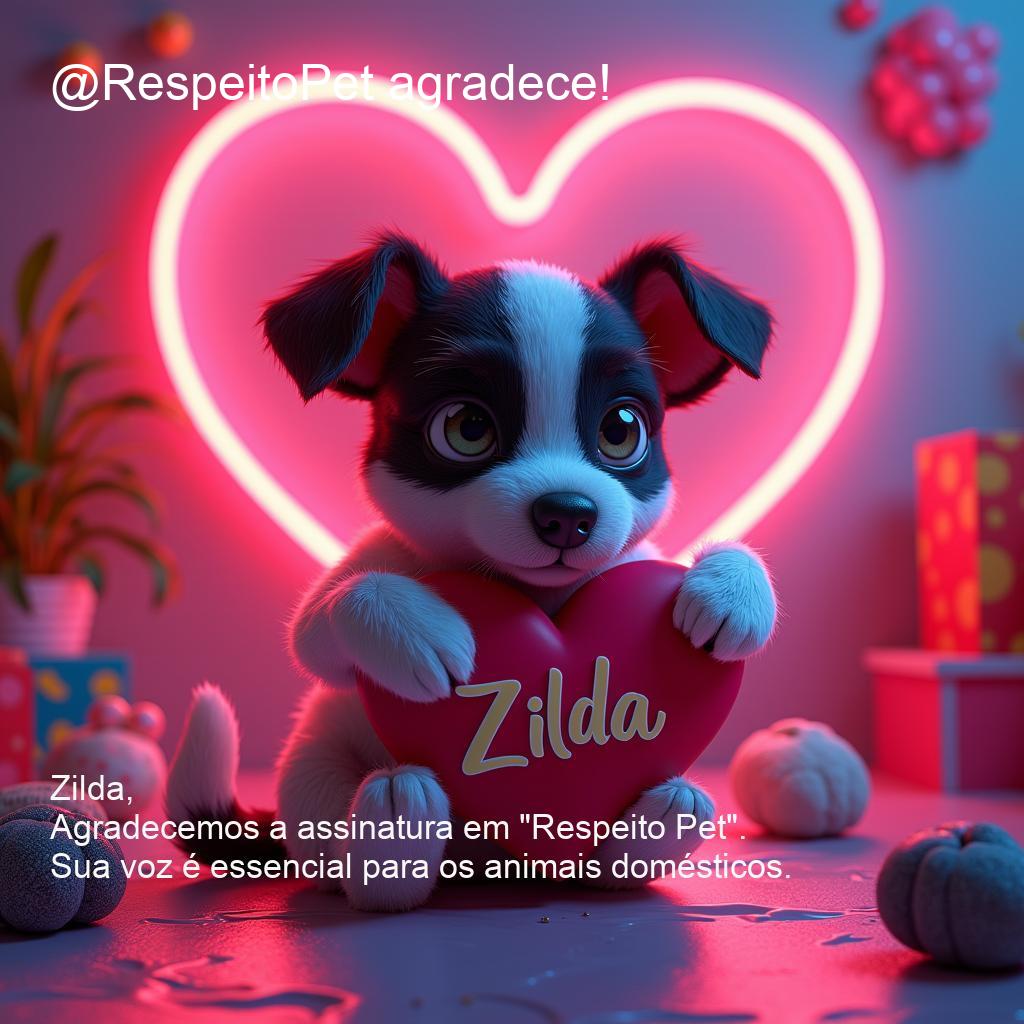 @RespeitoPet agradece!
Zilda
Zilda,
Agradecemos a assinatura em "Respeito Pet".
Sua voz é essencial para os animais domésticos.